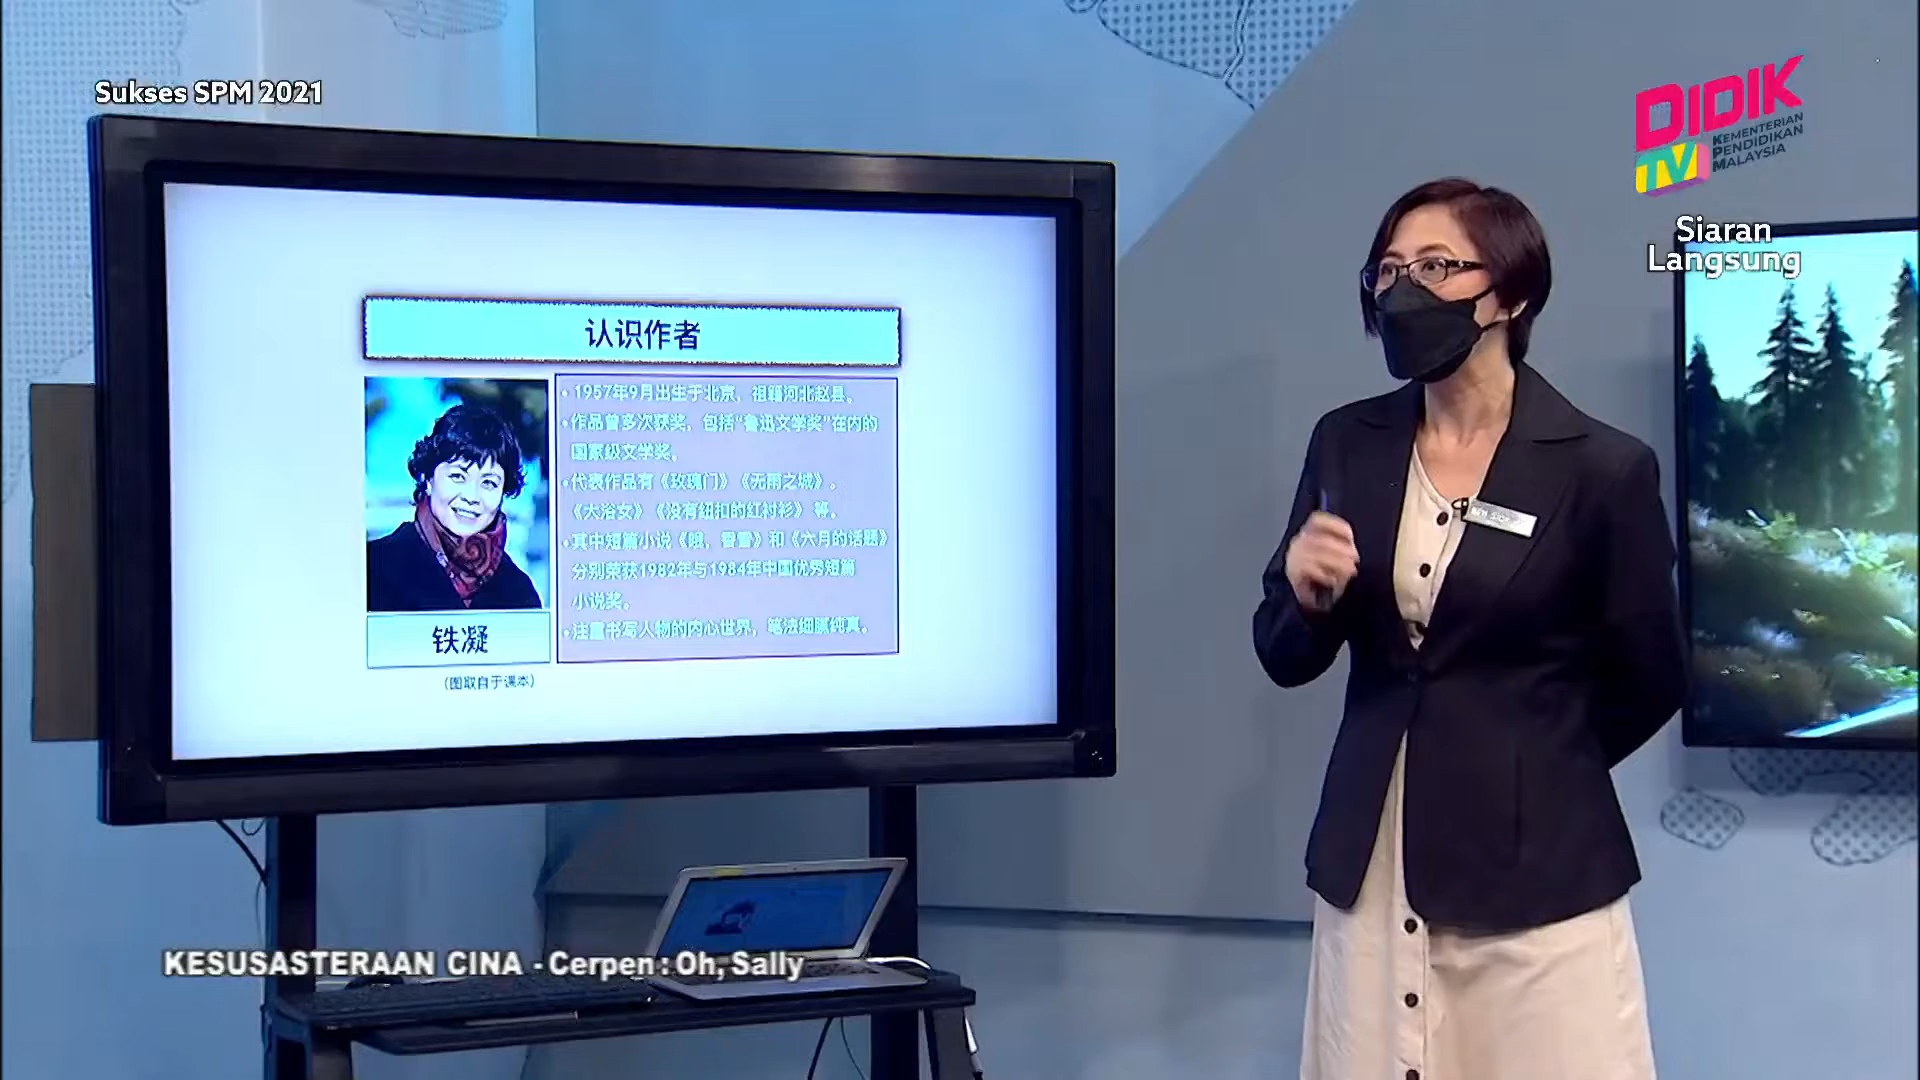 Sukses SPM 2021
DIDIK
TV
KEMENTERIAN
PENDIDIKAN
MALAYSIA
Siaran
Langsung
认识作者
• 1957年9月出生于北京，祖籍河北赵县。
• 作品曾多次获奖，包括“鲁迅文学奖”在内的
国家级文学奖。
• 代表作品有《玫瑰门》《无雨之城》、
《大浴女》《没有纽扣的红衬衫》等。
• 其中短篇小说《哦，香雪》和《六月的话题》
分别荣获1982年与1984年中国优秀短篇
小说奖。
• 注重书写人物的内心世界，笔法细腻纯真。
铁凝
（图取自于课本）
KESUSASTERAAN CINA - Cerpen : Oh, Sally